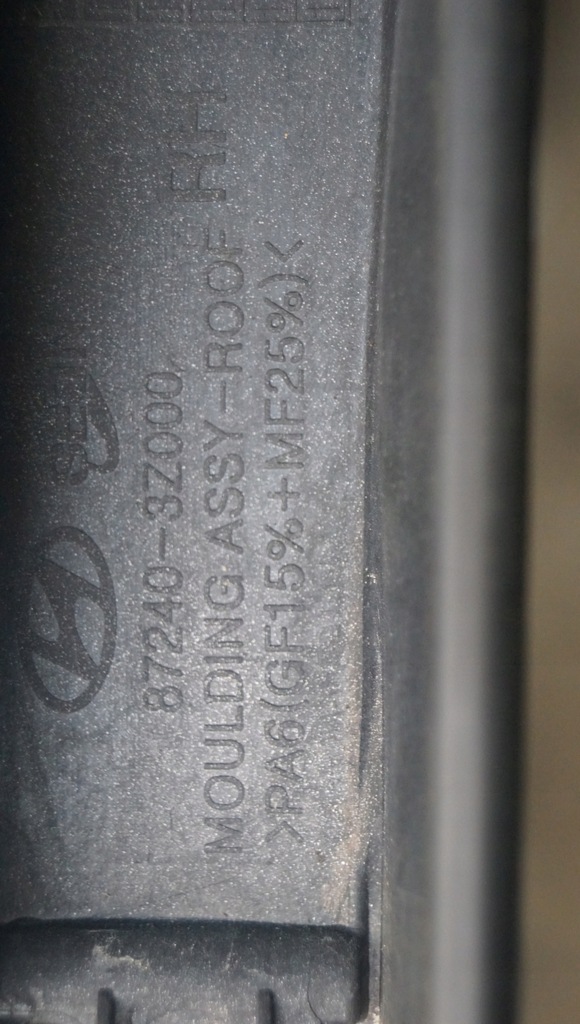 87240-3Z000
MOULDING ASSY-ROOF RH
>PA6(GF15%+MF25%)<